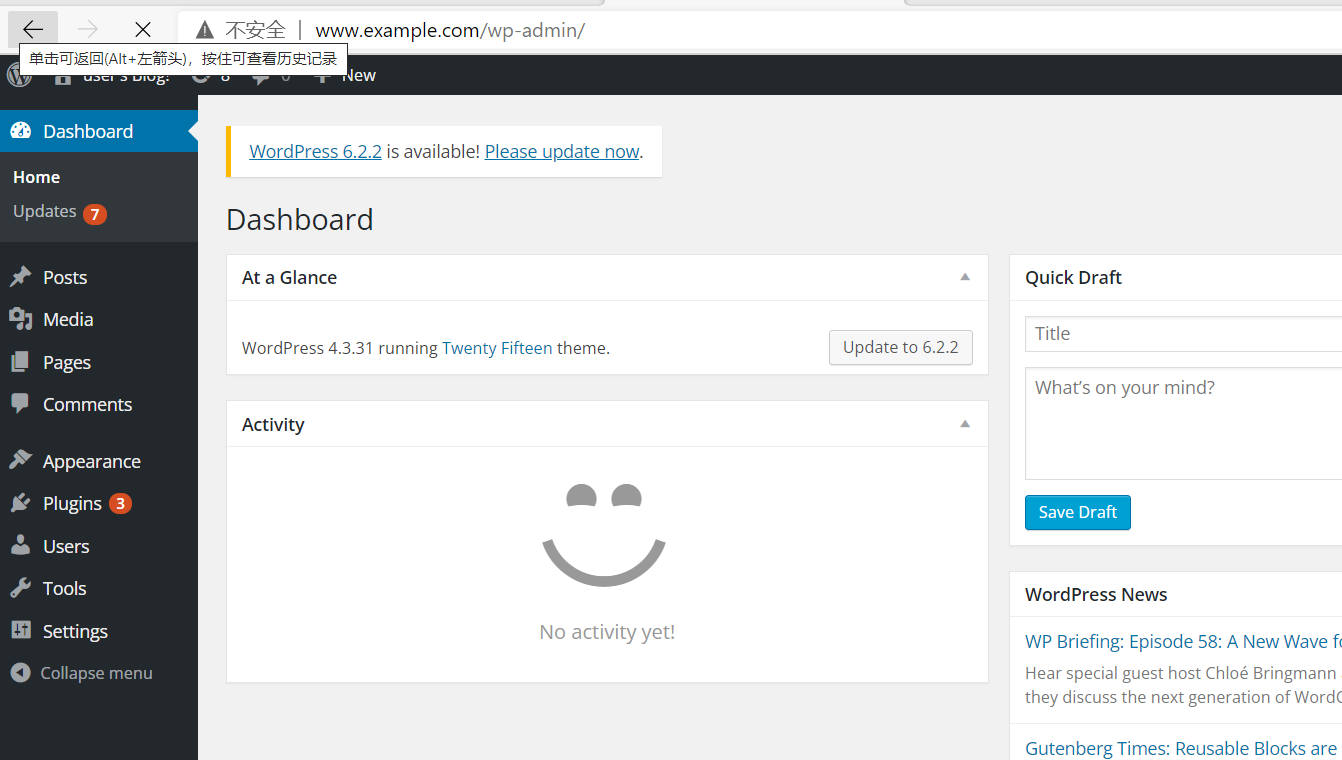 不安全 | www.example.com/wp-admin/
单击可返回(Alt+左箭头)，按住可查看历史记录
user's Blog! 8 0 + New
Dashboard
Home
Updates 7
Posts
Media
Pages
Comments
Appearance
Plugins 3
Users
Tools
Settings
Collapse menu
WordPress 6.2.2 is available! Please update now.
Dashboard
At a Glance
WordPress 4.3.31 running Twenty Fifteen theme.
Update to 6.2.2
Activity
No activity yet!
Quick Draft
Title
What's on your mind?
Save Draft
WordPress News
WP Briefing: Episode 58: A New Wave
Hear special guest host Chloé Bringmann
they discuss the next generation of
Gutenberg Times: Reusable Blocks are